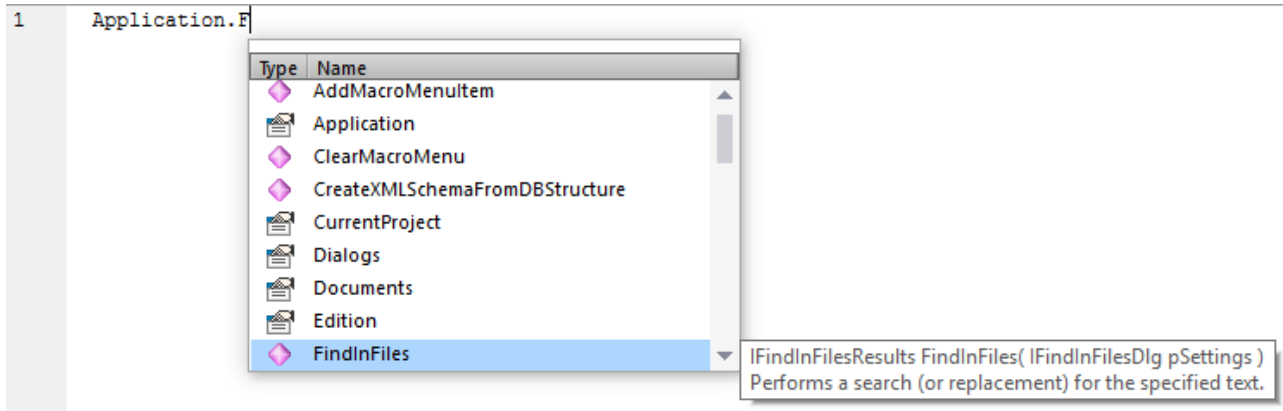 1 Application.F
Type Name
AddMacroMenuItem
Application
ClearMacroMenu
CreateXMLSchemaFromDBStructure
CurrentProject
Dialogs
Documents
Edition
FindInFiles
IFindInFilesResults FindInFiles( IFindInFilesDlg pSettings )
Performs a search (or replacement) for the specified text.